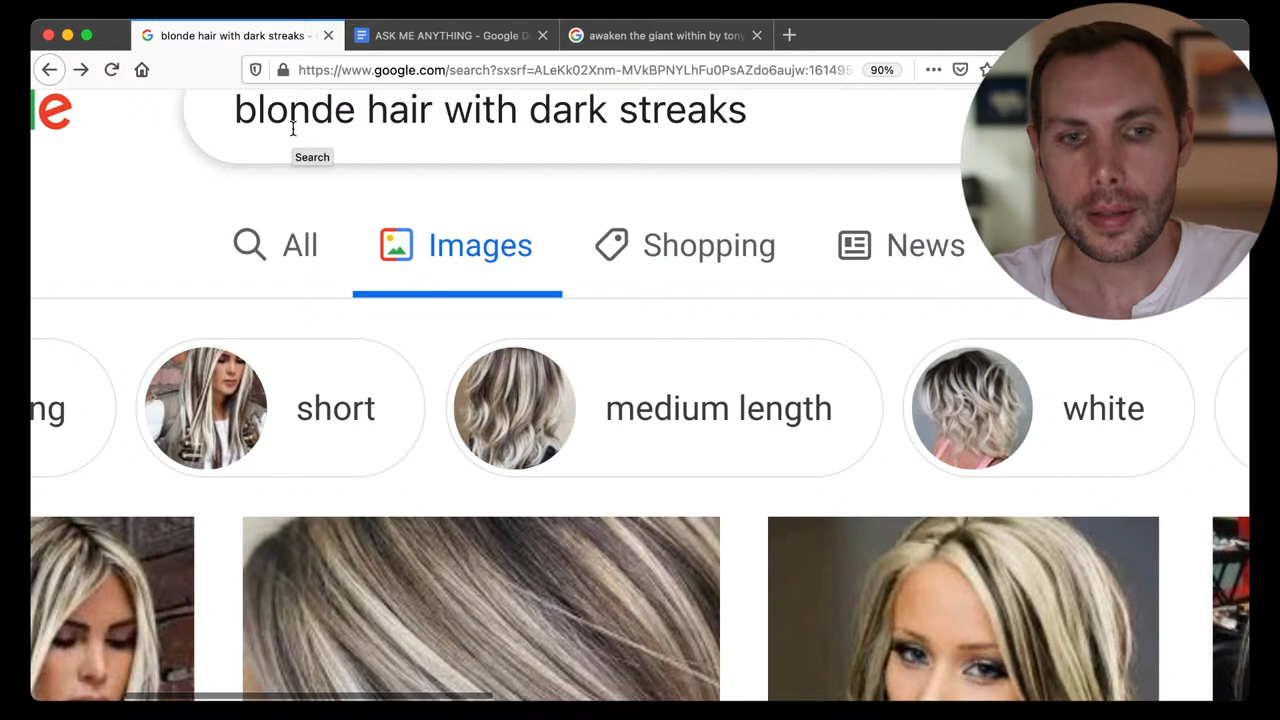 blonde hair with dark streaks -
ASK ME ANYTHING - Google D
awaken the giant within by tony
https://www.google.com/search?sxsrf=ALeKk02Xnm-MVkBPNYLhFu0PsAZdo6aujw:161495
90%
e
blonde hair with dark streaks
Search
All
Images
Shopping
News
ng
short
medium length
white